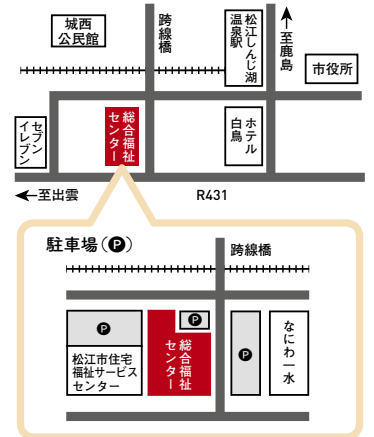 城西
公民館
跨線橋
松江しんじ湖
温泉駅
至鹿島
市役所
セブン
イレブン
総合福祉
センター
ホテル
白鳥
至出雲
R431
駐車場(P)
跨線橋
P
松江市住宅
福祉サービス
センター
P
総合福祉
センター
P
なにわ一水